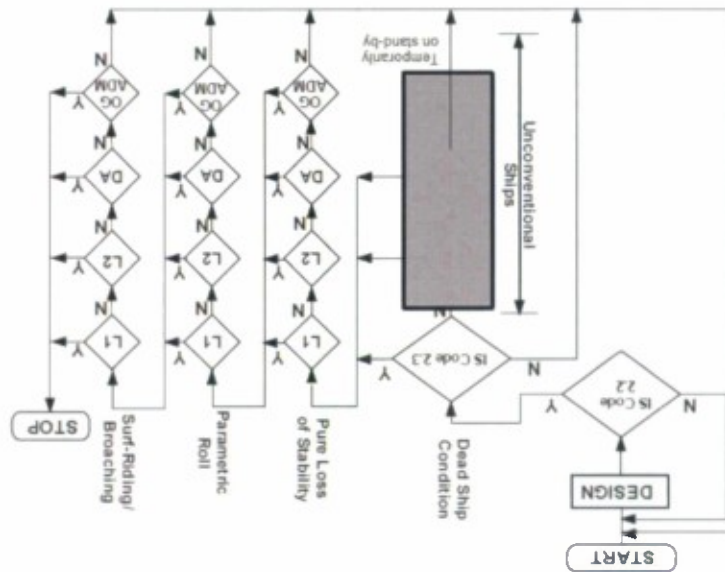 START
DESIGN
IS Code
2.2
N
Y
Dead Ship
Condition
IS Code 2.3
N
Y
N
Unconventional
Ships
Temporarily
on stand-by
Pure Loss
of Stability
L1
Y
N
L2
Y
N
DA
Y
N
OG
ADM
Y
N
Parametric
Roll
L1
Y
N
L2
Y
N
DA
Y
N
OG
ADM
Y
N
Surf-Riding/
Broaching
L1
Y
N
L2
Y
N
DA
Y
N
OG
ADM
Y
N
STOP